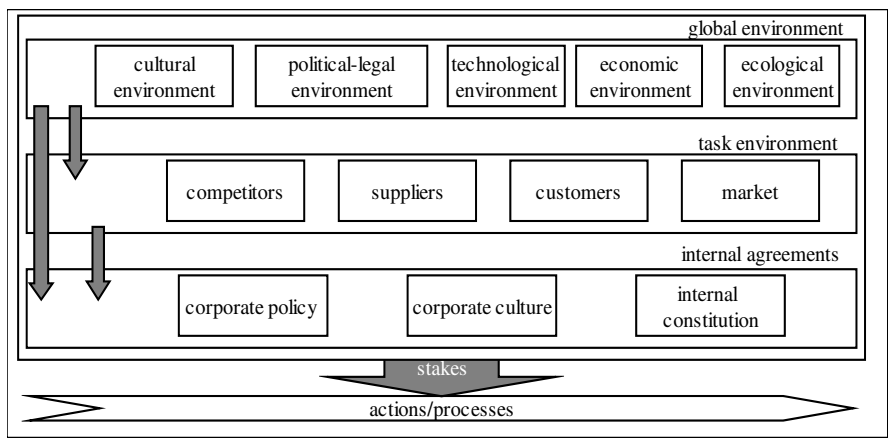 global environment
cultural
environment
political-legal
environment
technological
environment
economic
environment
ecological
environment
task environment
competitors
suppliers
customers
market
internal agreements
corporate policy
corporate culture
internal
constitution
stakes
actions/processes